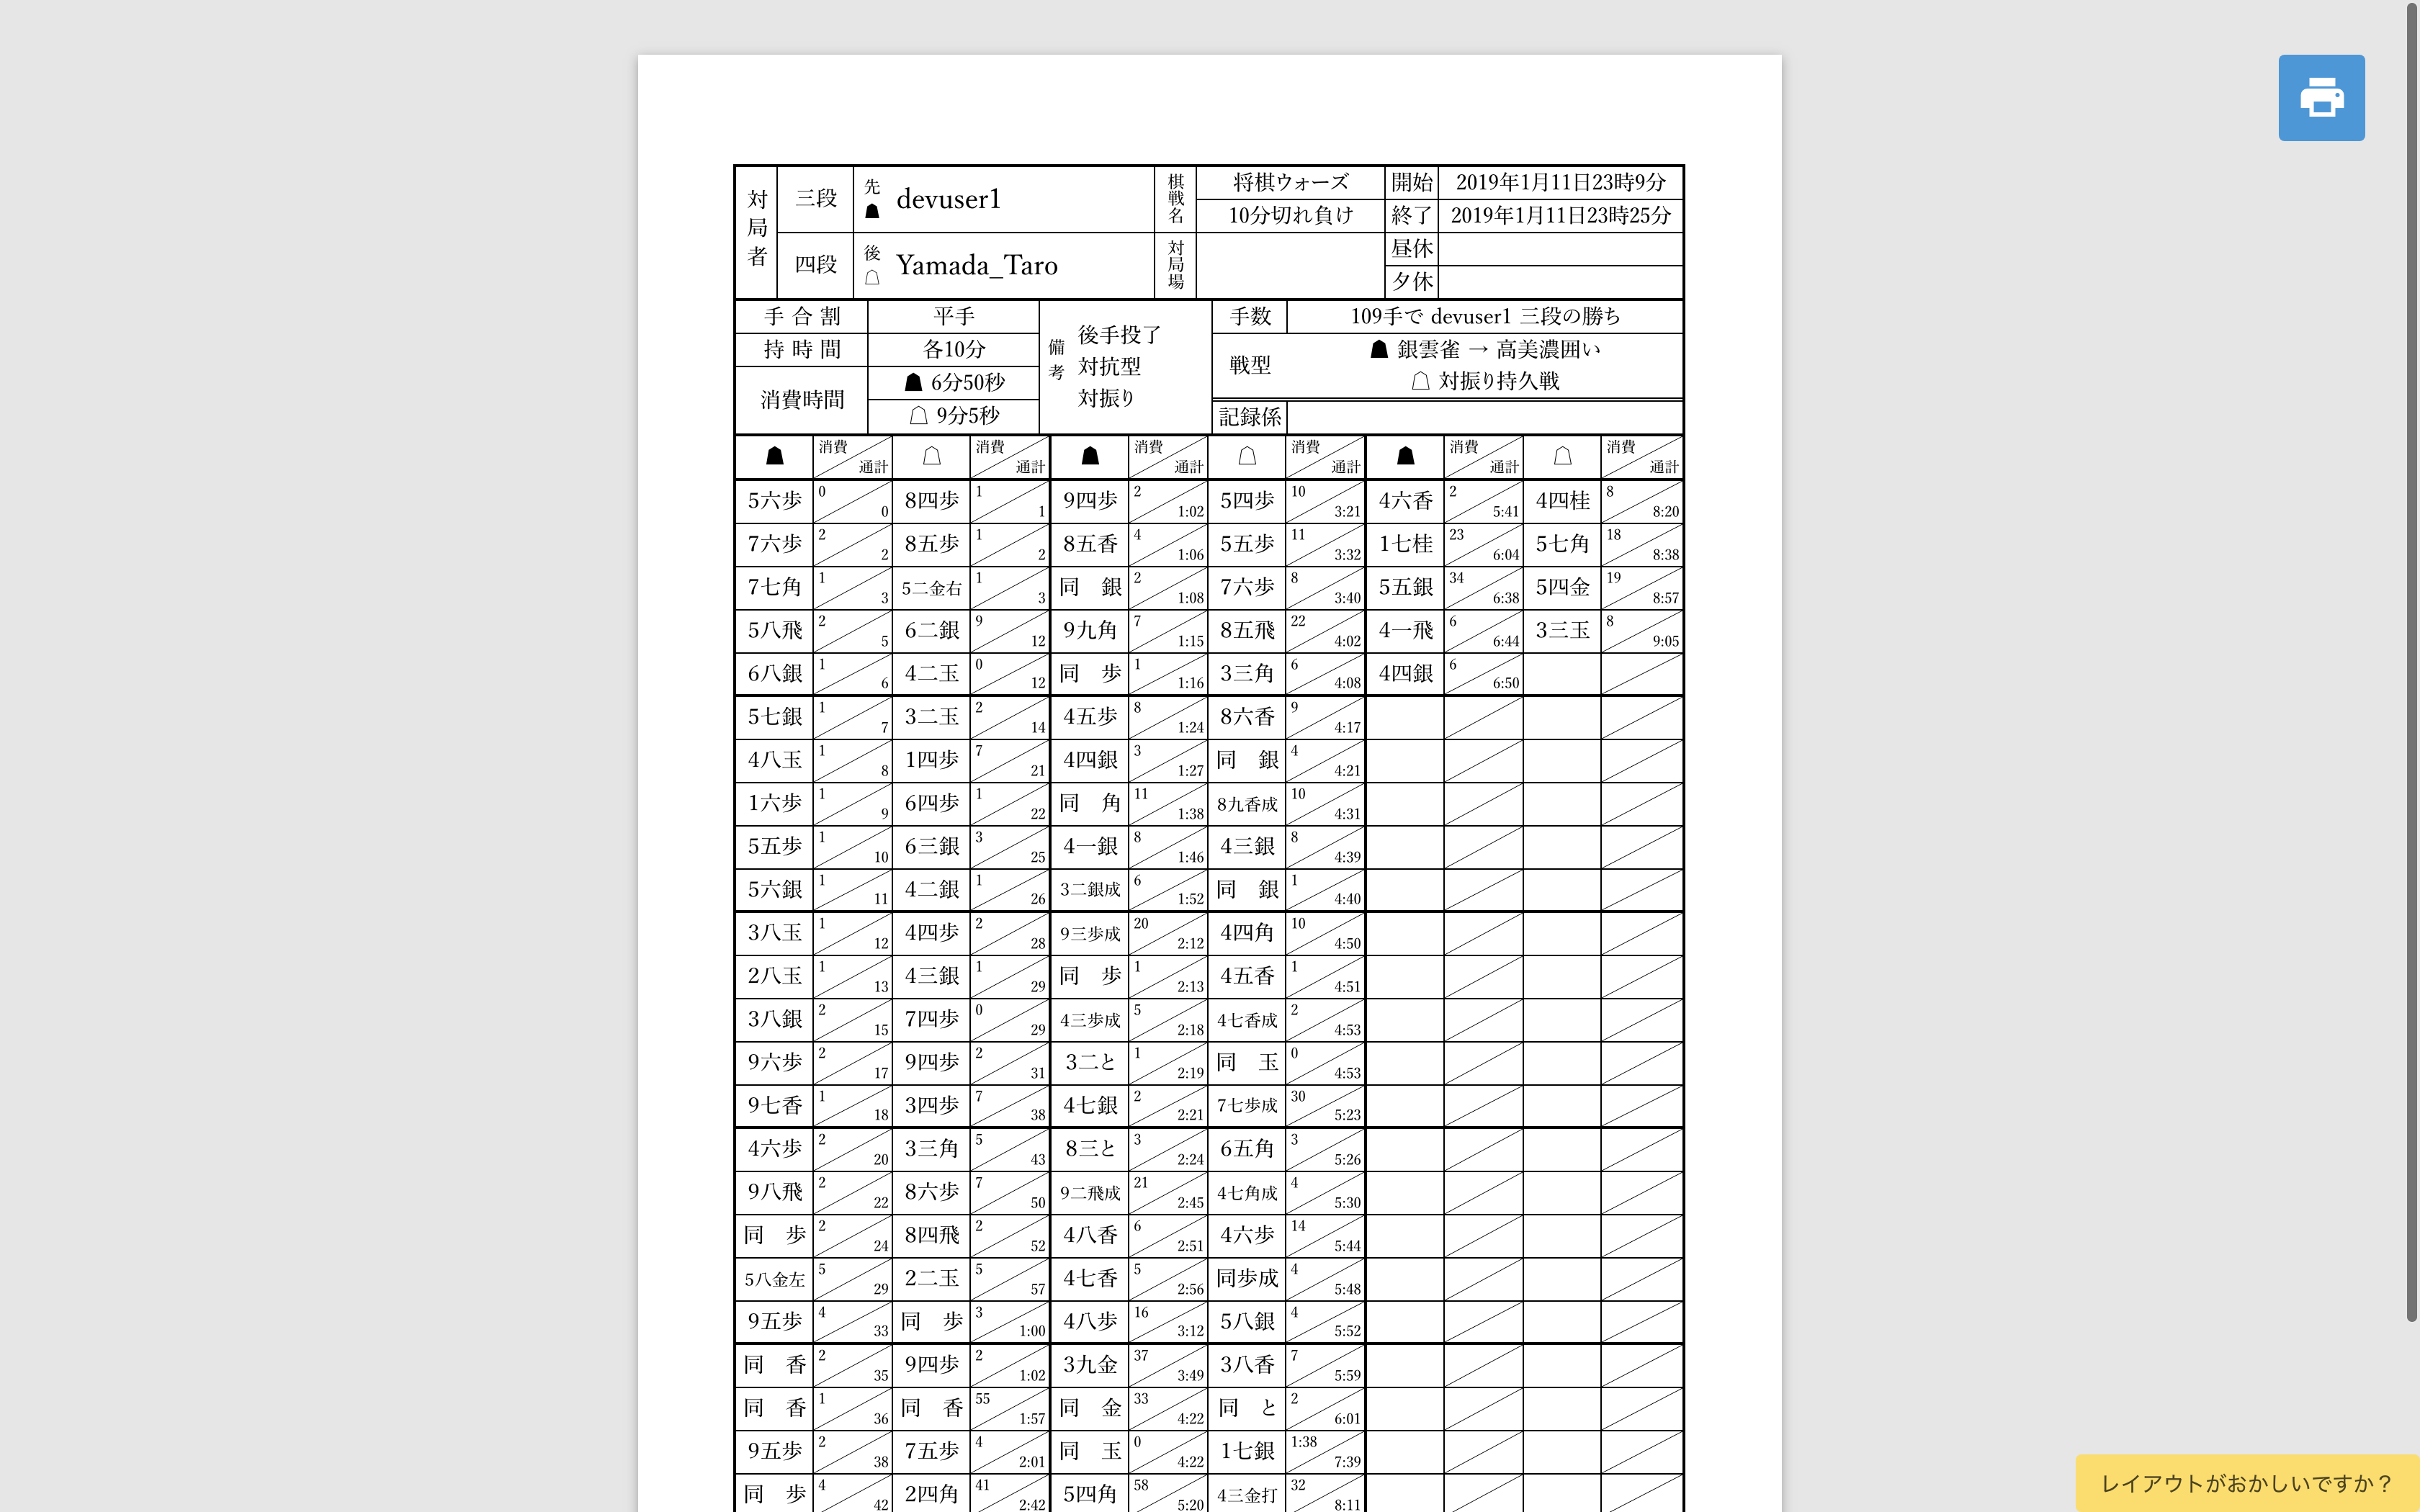 対局者 三段 先 devuser1 棋戦名 将棋ウォーズ 開始 2019年1月11日23時9分
10分切れ負け 終了 2019年1月11日23時25分
四段 後 Yamada_Taro 対局場 昼休
夕休
手合割 平手 備考 後手投了 手数 109手で devuser1 三段の勝ち
持時間 各10分 対抗型 戦型 銀雲雀 → 高美濃囲い
消費時間 6分50秒 対振り 対振り持久戦
9分5秒 記録係
消費 通計 消費 通計 消費 通計 消費 通計 消費 通計 消費 通計
5六歩 0 0 8四歩 1 1 9四歩 2 1:02 5四歩 10 3:21 4六香 2 5:41 4四桂 8 8:20
7六歩 2 2 8五歩 1 2 8五香 4 1:06 5五歩 11 3:32 1七桂 23 6:04 5七角 18 8:38
7七角 1 3 5二金右 1 3 同 銀 2 1:08 7六歩 8 3:40 5五銀 34 6:38 5四金 19 8:57
5八飛 2 5 6二銀 9 12 9九角 7 1:15 8五飛 22 4:02 4一飛 6 6:44 3三玉 8 9:05
6八銀 1 6 4二玉 0 12 同 歩 1 1:16 3三角 6 4:08 4四銀 6 6:50
5七銀 1 7 3二玉 2 14 4五歩 8 1:24 8六香 9 4:17
4八玉 1 8 1四歩 7 21 4四銀 3 1:27 同 銀 4 4:21
1六歩 1 9 6四歩 1 22 同 角 11 1:38 8九香成 10 4:31
5五歩 1 10 6三銀 3 25 4一銀 8 1:46 4三銀 8 4:39
5六銀 1 11 4二銀 1 26 3二銀成 6 1:52 同 銀 1 4:40
3八玉 1 12 4四歩 2 28 9三歩成 20 2:12 4四角 10 4:50
2八玉 1 13 4三銀 1 29 同 歩 1 2:13 4五香 1 4:51
3八銀 2 15 7四歩 0 29 4三歩成 5 2:18 4七香成 2 4:53
9六歩 2 17 9四歩 2 31 3二と 1 2:19 同 玉 0 4:53
9七香 1 18 3四歩 7 38 4七銀 2 2:21 7七歩成 30 5:23
4六歩 2 20 3三角 5 43 8三と 3 2:24 6五角 3 5:26
9八飛 2 22 8六歩 7 50 9二飛成 21 2:45 4七角成 4 5:30
同 歩 2 24 8四飛 2 52 4八香 6 2:51 4六歩 14 5:44
5八金左 5 29 2二玉 5 57 4七香 5 2:56 同歩成 4 5:48
9五歩 4 33 同 歩 3 1:00 4八歩 16 3:12 5八銀 4 5:52
同 香 2 35 9四歩 2 1:02 3九金 37 3:49 3八香 7 5:59
同 香 1 36 同 香 55 1:57 同 金 33 4:22 同 と 2 6:01
9五歩 2 38 7五歩 4 2:01 同 玉 0 4:22 1七銀 1:38 7:39
同 歩 4 42 2四角 41 2:42 5四角 58 5:20 4三金打 32 8:11
レイアウトがおかしいですか？